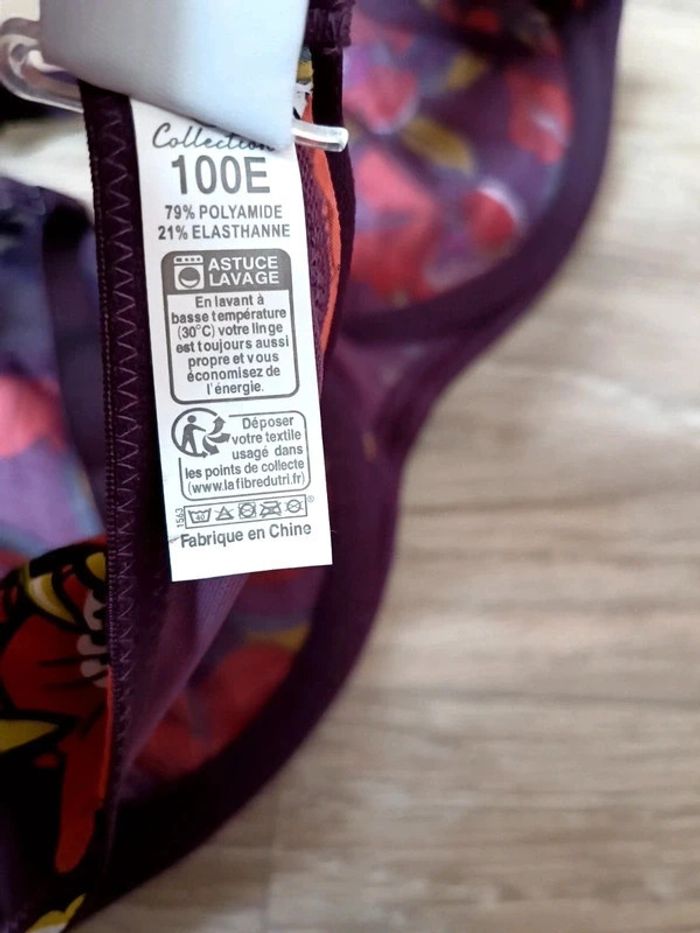 Collection
100E
79% POLYAMIDE
21% ELASTHANNE
ASTUCE
LAVAGE
En lavant à
basse température
(30°C) votre linge
est toujours aussi
propre et vous
économisez de
l'énergie.
Déposer
votre textile
usagé dans
les points de collecte
(www.lafibredutri.fr)
1563
40
®
Fabrique en Chine